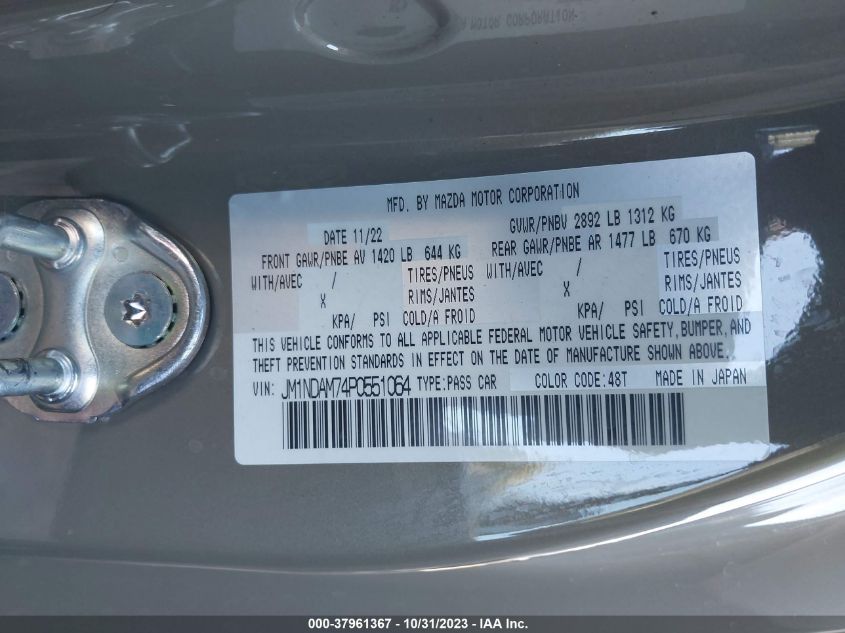 MOTOR CORPORATION
MFD. BY MAZDA MOTOR CORPORATION
DATE 11/22 GVWR/PNBV 2892 LB 1312 KG
FRONT GAWR/PNBE AV 1420 LB 644 KG REAR GAWR/PNBE AR 1477 LB 670 KG
WITH/AVEC / TIRES/PNEUS WITH/AVEC / TIRES/PNEUS
X RIMS/JANTES X RIMS/JANTES
KPA/ PSI COLD/A FROID KPA/ PSI COLD/A FROID
THIS VEHICLE CONFORMS TO ALL APPLICABLE FEDERAL MOTOR VEHICLE SAFETY, BUMPER, AND
THEFT PREVENTION STANDARDS IN EFFECT ON THE DATE OF MANUFACTURE SHOWN ABOVE.
VIN: JM1NDAM74P0551064 TYPE:PASS CAR COLOR CODE:48T MADE IN JAPAN
000-37961367 - 10/31/2023 - IAA Inc.